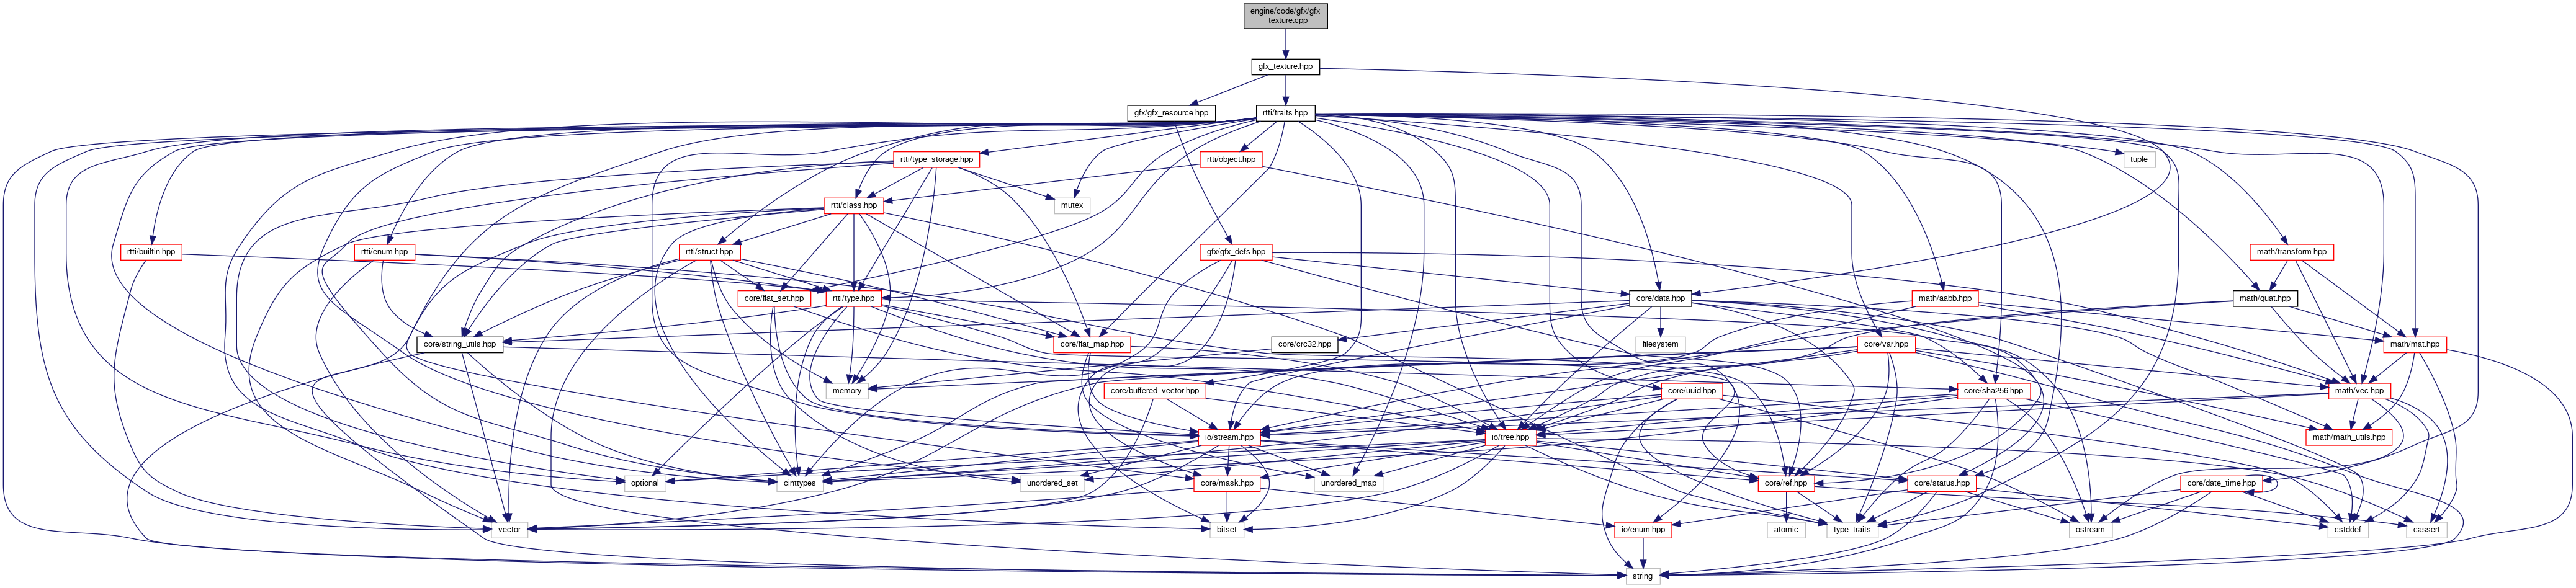 engine/code/gfx/gfx
_texture.cpp
gfx_texture.hpp
gfx/gfx_resource.hpp
rtti/traits.hpp
rtti/type_storage.hpp
rtti/object.hpp
tuple
rtti/class.hpp
mutex
rtti/builtin.hpp
rtti/enum.hpp
rtti/struct.hpp
gfx/gfx_defs.hpp
math/transform.hpp
core/flat_set.hpp
rtti/type.hpp
core/data.hpp
math/aabb.hpp
math/quat.hpp
core/string_utils.hpp
core/flat_map.hpp
core/crc32.hpp
filesystem
core/var.hpp
math/mat.hpp
memory
core/buffered_vector.hpp
core/uuid.hpp
core/sha256.hpp
math/vec.hpp
io/stream.hpp
io/tree.hpp
math/math_utils.hpp
optional
cinttypes
unordered_set
core/mask.hpp
unordered_map
core/ref.hpp
core/status.hpp
core/date_time.hpp
vector
bitset
io/enum.hpp
atomic
type_traits
ostream
cstddef
cassert
string